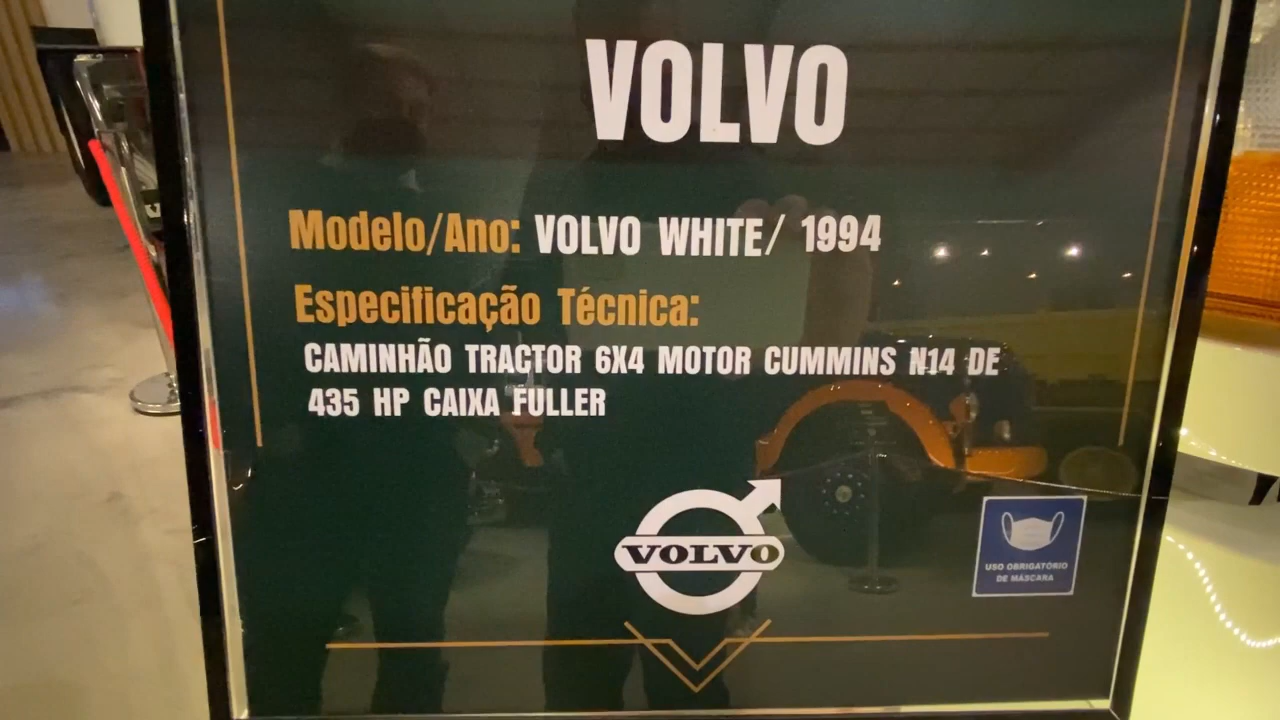 VOLVO
Modelo/Ano: VOLVO WHITE/ 1994
Especificação Técnica:
CAMINHÃO TRACTOR 6X4 MOTOR CUMMINS N14 DE
435 HP CAIXA FULLER
VOLVO
USO OBRIGATÓRIO
DE MÁSCARA